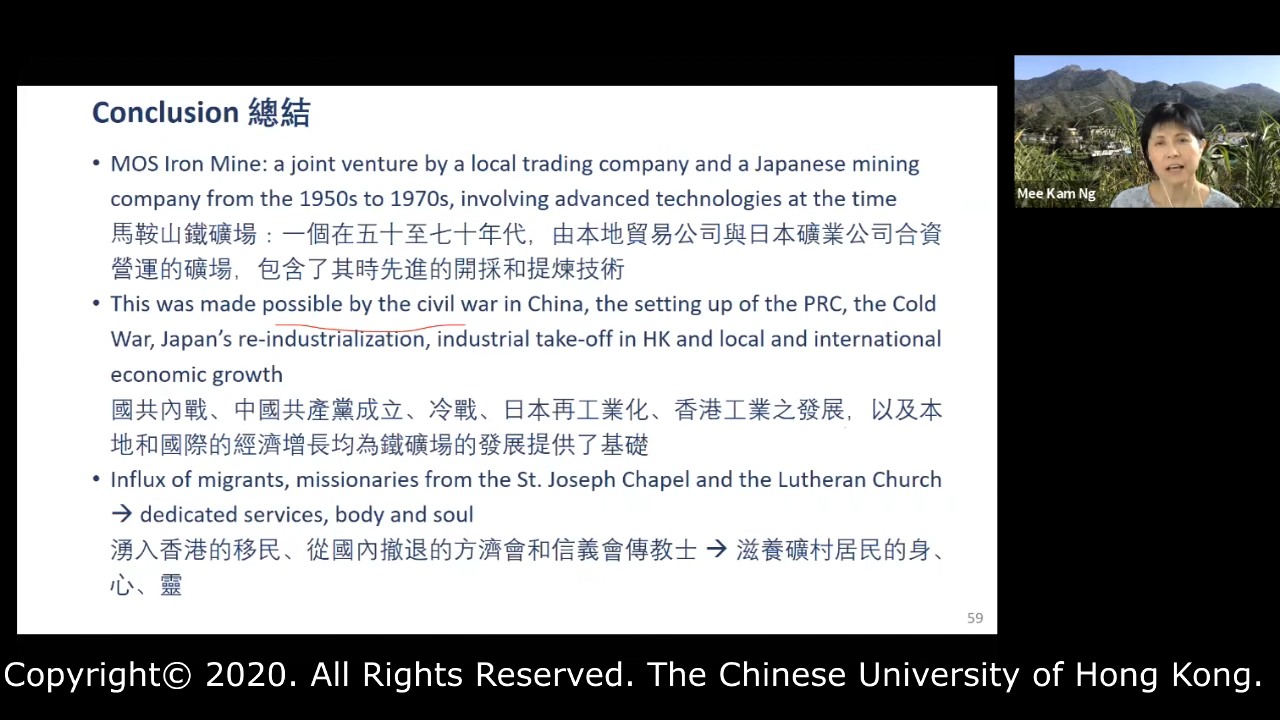 Conclusion 總結
• MOS Iron Mine: a joint venture by a local trading company and a Japanese mining
company from the 1950s to 1970s, involving advanced technologies at the time
馬鞍山鐵礦場：一個在五十至七十年代，由本地貿易公司與日本礦業公司合資
營運的礦場，包含了其時先進的開採和提煉技術
• This was made possible by the civil war in China, the setting up of the PRC, the Cold
War, Japan’s re-industrialization, industrial take-off in HK and local and international
economic growth
國共內戰、中國共產黨成立、冷戰、日本再工業化、香港工業之發展，以及本
地和國際的經濟增長均為鐵礦場的發展提供了基礎
• Influx of migrants, missionaries from the St. Joseph Chapel and the Lutheran Church
→ dedicated services, body and soul
湧入香港的移民、從國內撤退的方濟會和信義會傳教士 → 滋養礦村居民的身、
心、靈
59
Mee Kam Ng
Copyright© 2020. All Rights Reserved. The Chinese University of Hong Kong.